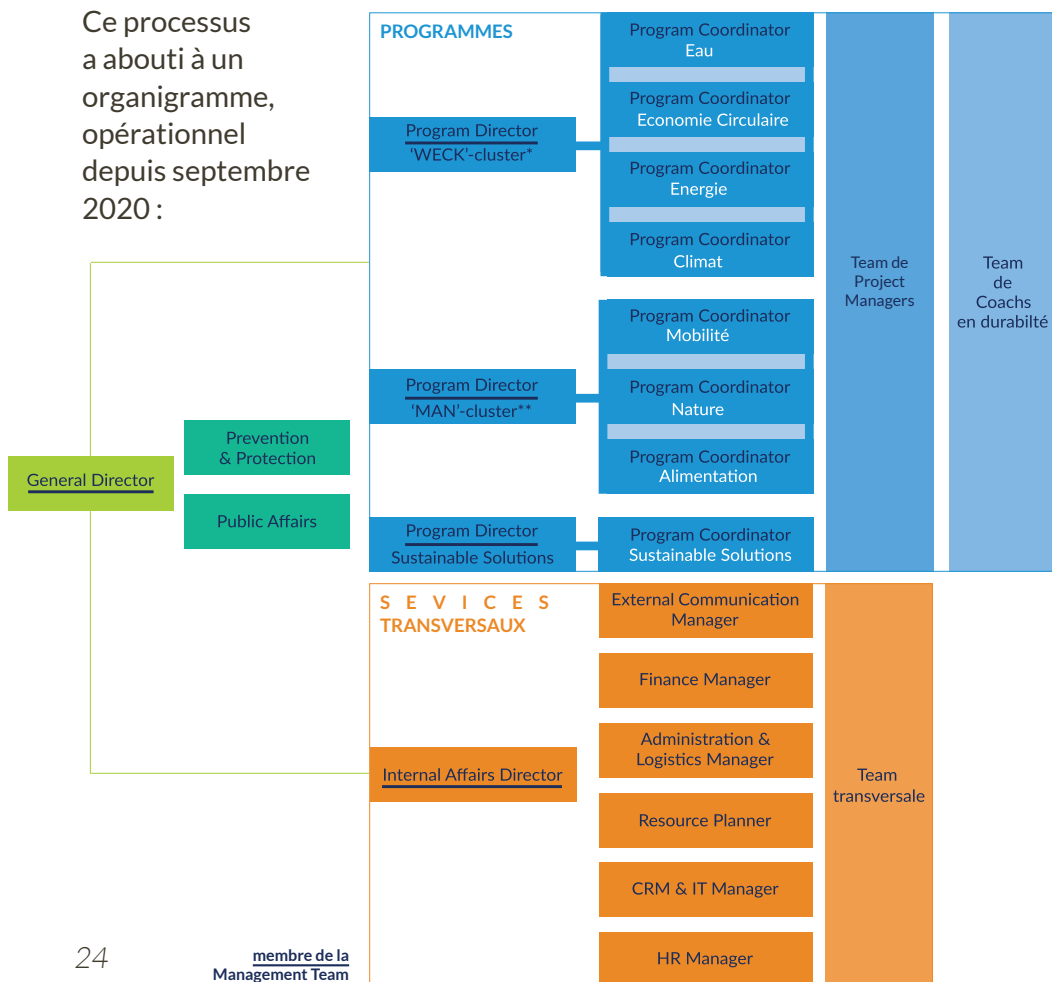 Ce processus
a abouti à un
organigramme,
opérationnel
depuis septembre
2020 :
General Director
Prevention
& Protection
Public Affairs
PROGRAMMES
Program Director
‘WECK’-cluster*
Program Coordinator
Eau
Program Coordinator
Economie Circulaire
Program Coordinator
Energie
Program Coordinator
Climat
Program Director
‘MAN’-cluster**
Program Coordinator
Mobilité
Program Coordinator
Nature
Program Coordinator
Alimentation
Program Director
Sustainable Solutions
Program Coordinator
Sustainable Solutions
Team de
Project
Managers
Team
de
Coachs
en durabilté
S E V I C E S
TRANSVERSAUX
Internal Affairs Director
External Communication
Manager
Finance Manager
Administration &
Logistics Manager
Resource Planner
CRM & IT Manager
HR Manager
Team
transversale
24
membre de la
Management Team